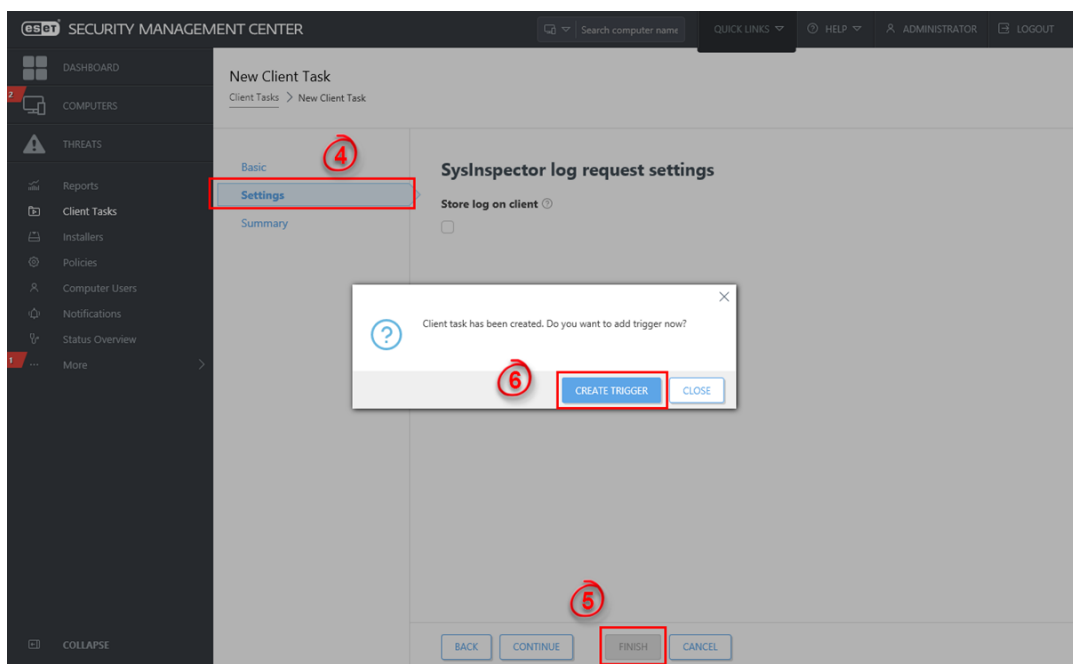 eset SECURITY MANAGEMENT CENTER
Search computer name
QUICK LINKS
HELP
ADMINISTRATOR
LOGOUT
DASHBOARD
2
COMPUTERS
THREATS
Reports
Client Tasks
Installers
Policies
Computer Users
Notifications
Status Overview
1
More
COLLAPSE
New Client Task
Client Tasks > New Client Task
4
Basic
Settings
Summary
SysInspector log request settings
Store log on client
Client task has been created. Do you want to add trigger now?
6
CREATE TRIGGER
CLOSE
5
BACK
CONTINUE
FINISH
CANCEL